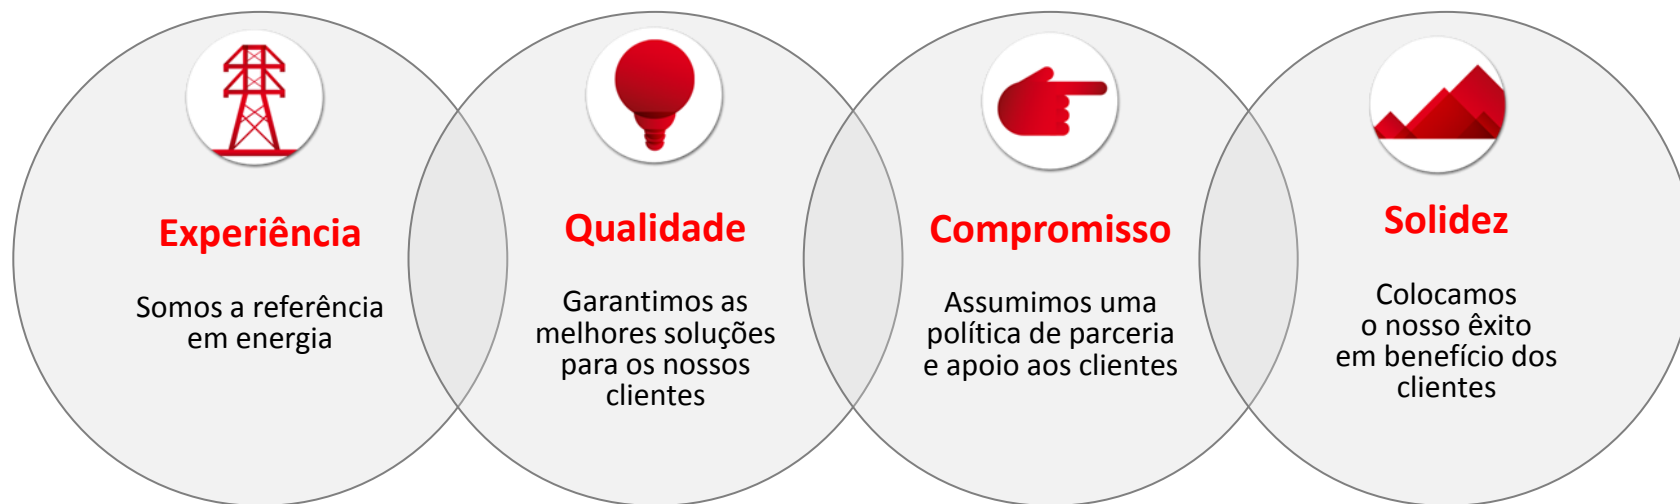 Experiência
Somos a referência
em energia
Qualidade
Garantimos as
melhores soluções
para os nossos
clientes
Compromisso
Assumimos uma
política de parceria
e apoio aos clientes
Solidez
Colocamos
o nosso êxito
em benefício dos
clientes